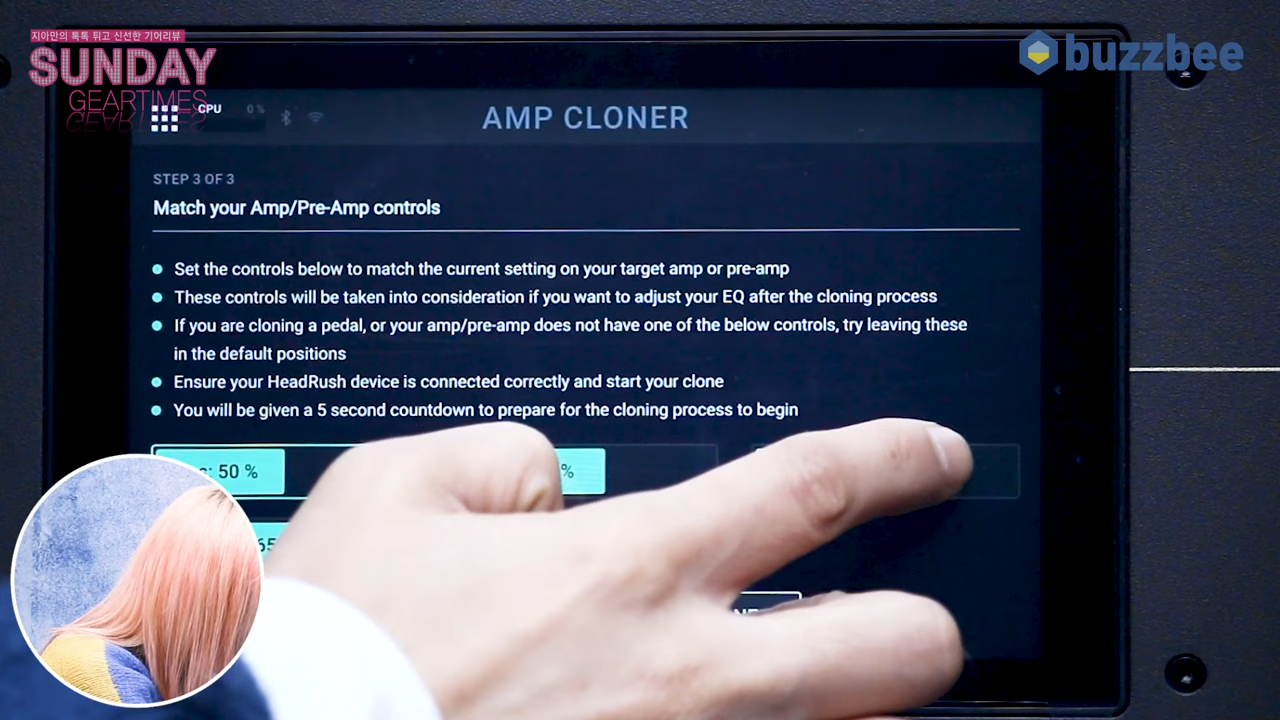 지아만의 톡톡 튀고 신선한 기어리뷰
SUNDAY
GEARTIMES
buzzbee
CPU
0 %
AMP CLONER
STEP 3 OF 3
Match your Amp/Pre-Amp controls
Set the controls below to match the current setting on your target amp or pre-amp
These controls will be taken into consideration if you want to adjust your EQ after the cloning process
If you are cloning a pedal, or your amp/pre-amp does not have one of the below controls, try leaving these
in the default positions
Ensure your HeadRush device is connected correctly and start your clone
You will be given a 5 second countdown to prepare for the cloning process to begin
: 50 %
%
65